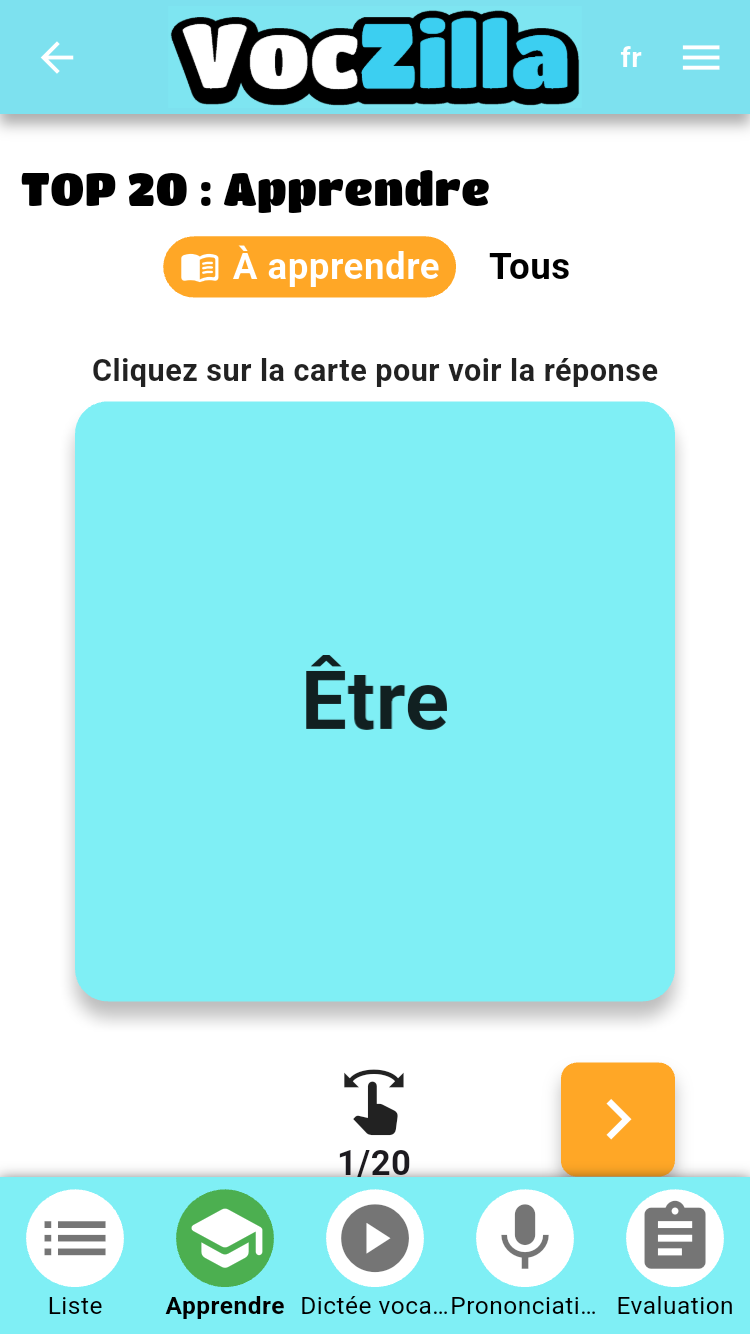 VocZilla
fr
TOP 20 : Apprendre
À apprendre
Tous
Cliquez sur la carte pour voir la réponse
Être
1/20
Liste
Apprendre
Dictée voca…
Prononciati…
Evaluation